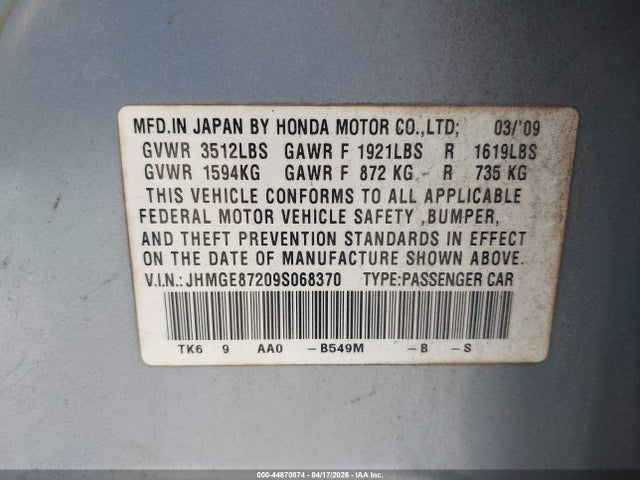 MFD.IN JAPAN BY HONDA MOTOR CO.,LTD; 03/'09
GVWR 3512LBS GAWR F 1921LBS R 1619LBS
GVWR 1594KG GAWR F 872 KG R 735 KG
THIS VEHICLE CONFORMS TO ALL APPLICABLE
FEDERAL MOTOR VEHICLE SAFETY ,BUMPER,
AND THEFT PREVENTION STANDARDS IN EFFECT
ON THE DATE OF MANUFACTURE SHOWN ABOVE.
V.I.N.:JHMGE87209S068370 TYPE:PASSENGER CAR
TK6 9 AA0 -B549M -B -S
000-44870874 | 04/17/2026 | IAA Inc.